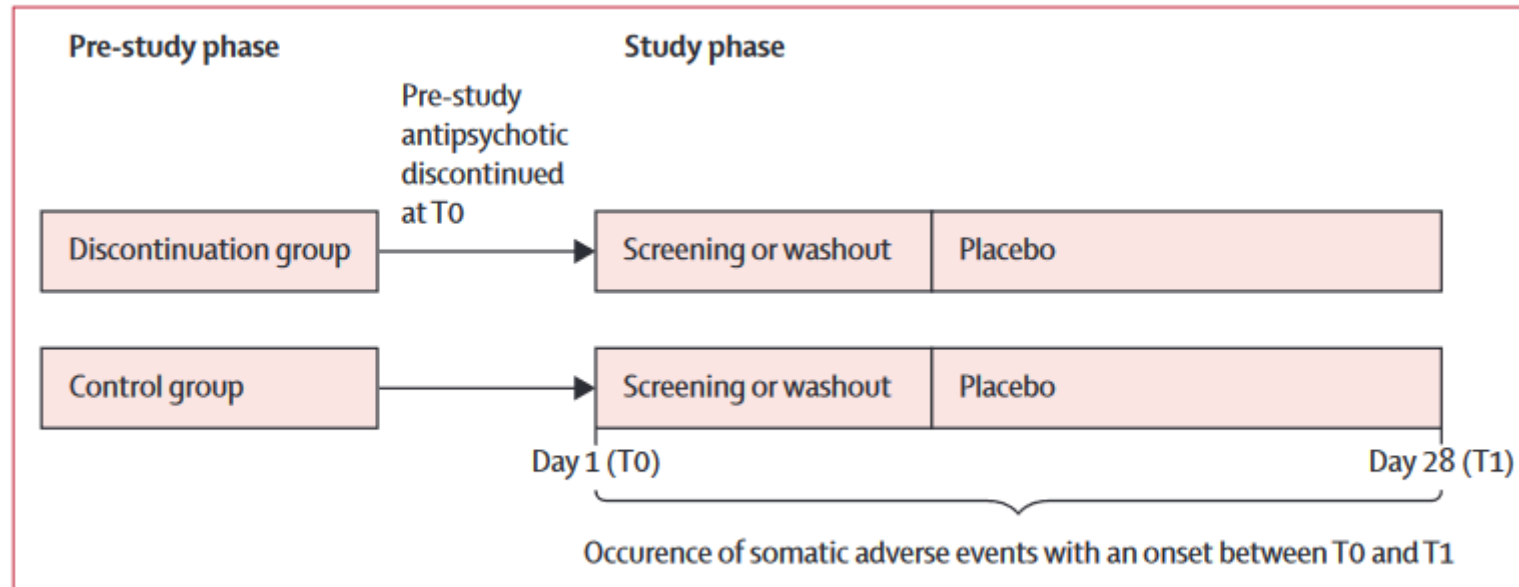 Pre-study phase
Study phase
Pre-study
antipsychotic
discontinued
at T0
Discontinuation group
Screening or washout
Placebo
Control group
Screening or washout
Placebo
Day 1 (T0)
Day 28 (T1)
Occurence of somatic adverse events with an onset between T0 and T1